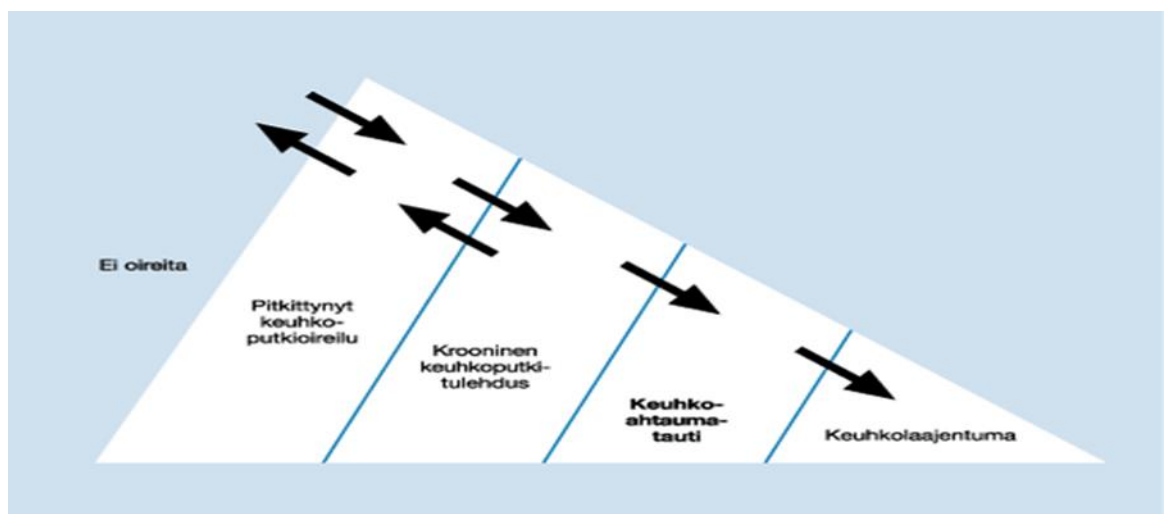 Ei oireita
Pitkittynyt
keuhko-
putkioireilu
Krooninen
keuhkoputki-
tulehdus
Keuhko-
ahtauma-
tauti
Keuhkolaajentuma